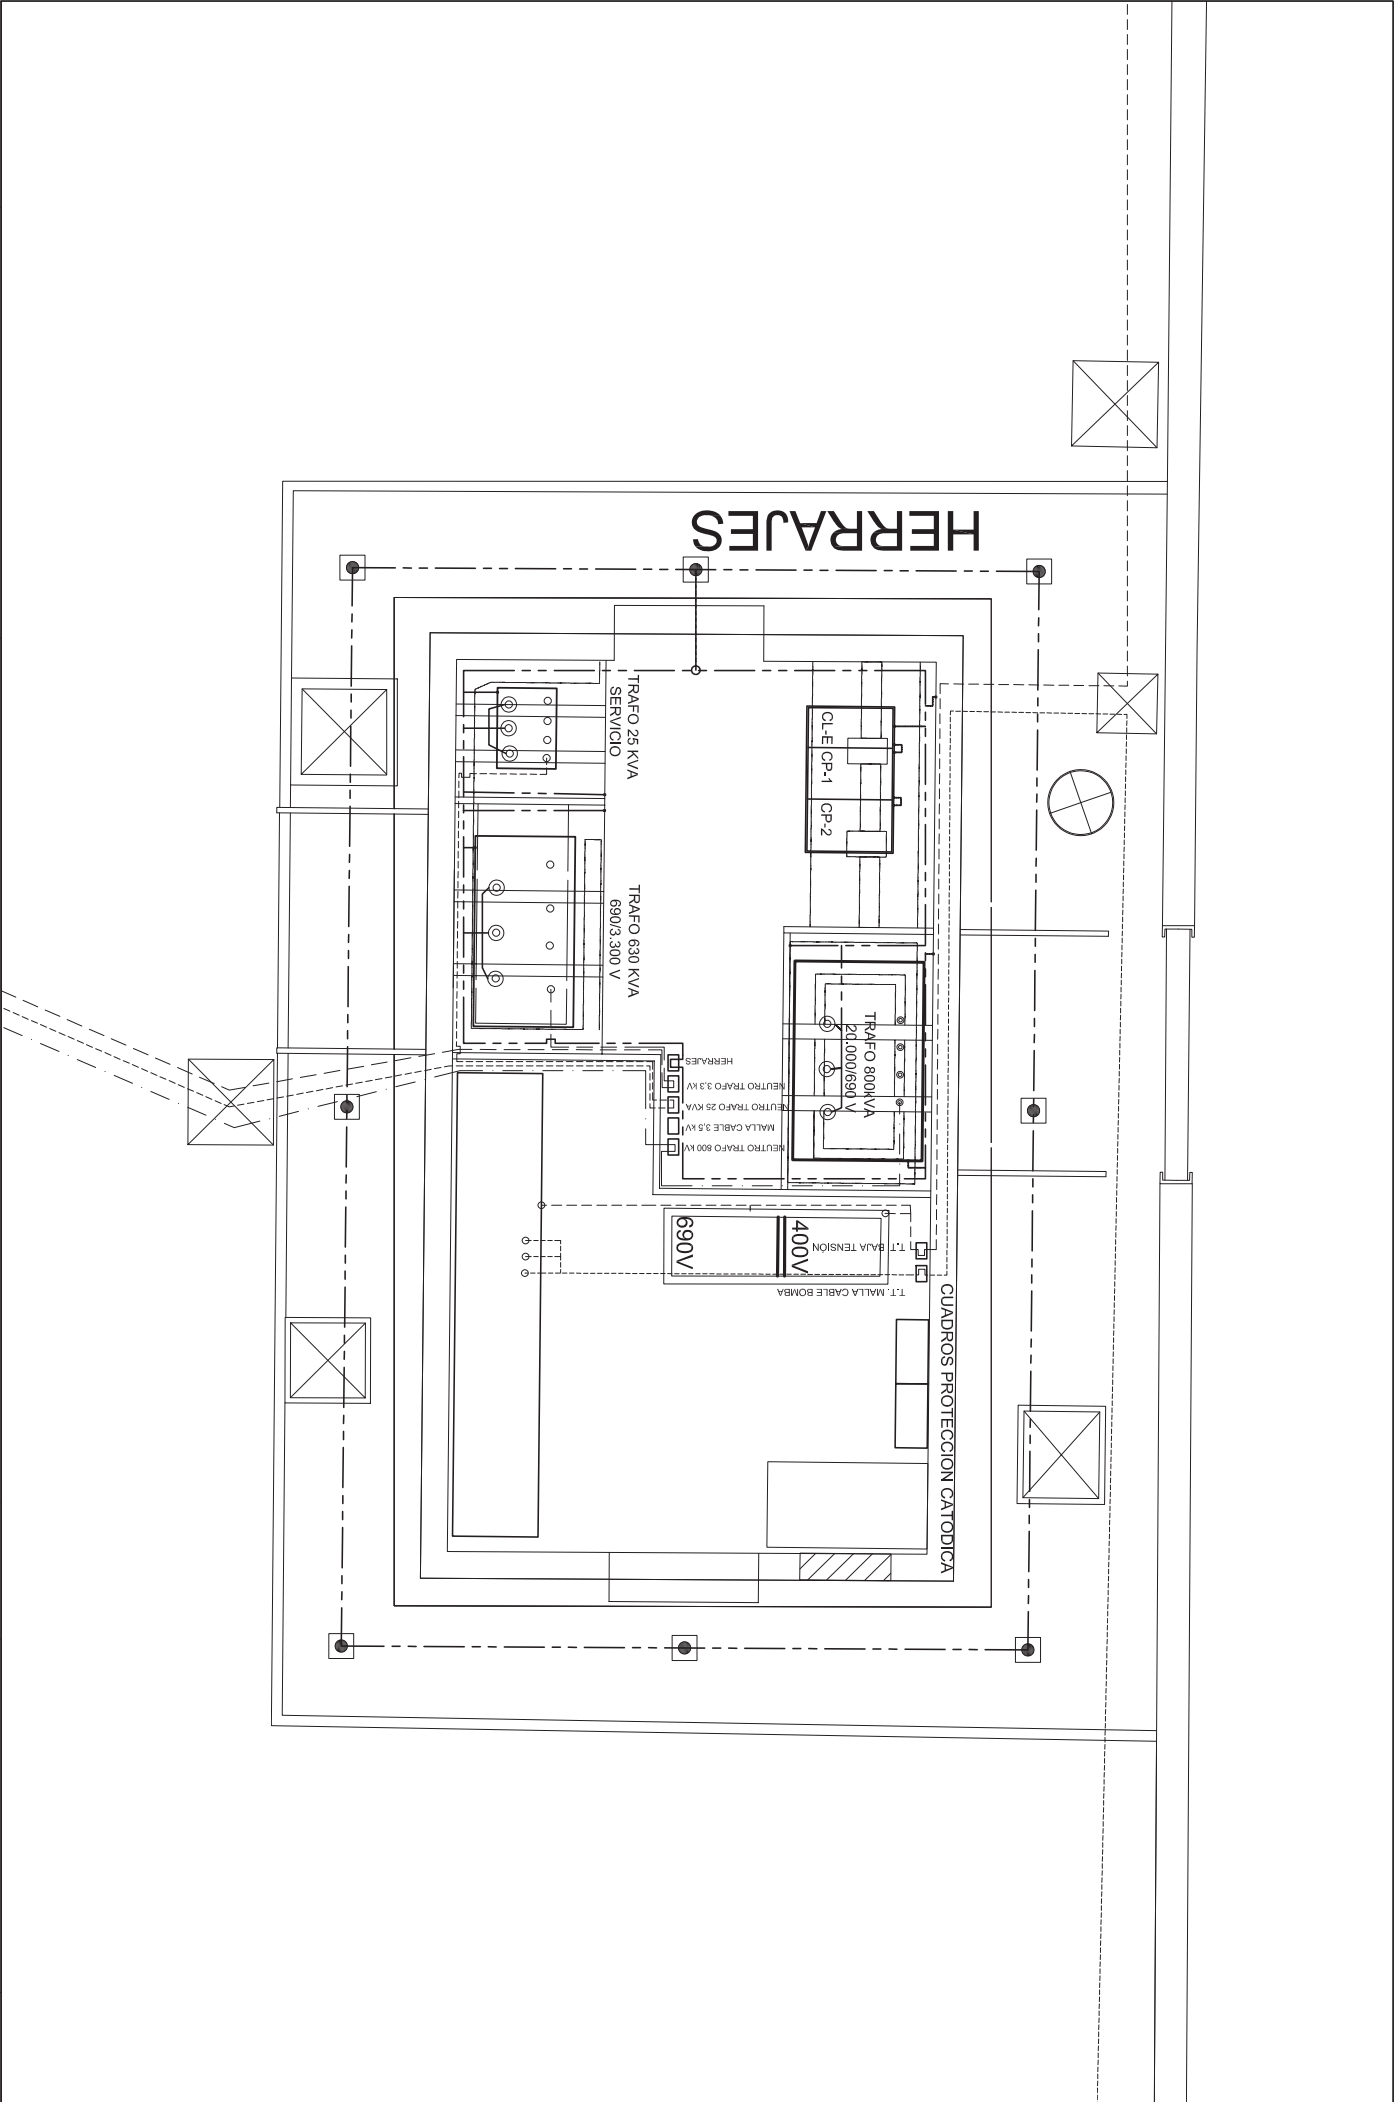 HERRAJES
TRAFO 25 KVA
SERVICIO
CL-E
CP-1
CP-2
TRAFO 630 KVA
690/3.300 V
TRAFO 800kVA
20.000/690 V
HERRAJES
NEUTRO TRAFO 3,3 kV
NEUTRO TRAFO 25 KVA
MALLA CABLE 3,5 kV
NEUTRO TRAFO 800 kV
690V
400V
T.T. BAJA TENSIÓN
T.T. MALLA CABLE BOMBA
CUADROS PROTECCION CATODICA